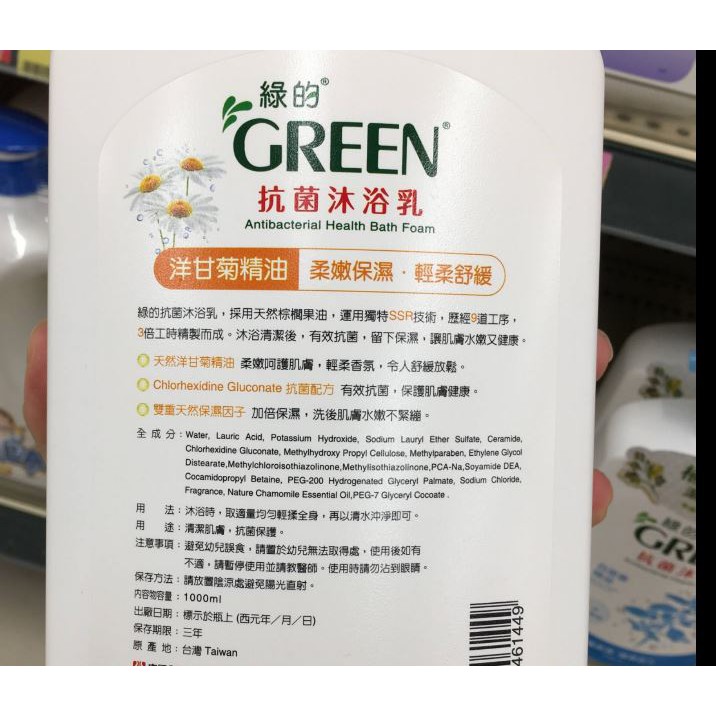 綠的®
GREEN®
抗菌沐浴乳
Antibacterial Health Bath Foam
洋甘菊精油 柔嫩保濕・輕柔舒緩
綠的抗菌沐浴乳，採用天然棕櫚果油，運用獨特SSR技術，歷經9道工序，
3倍工時精製而成。沐浴清潔後，有效抗菌，留下保濕，讓肌膚水嫩又健康。
天然洋甘菊精油 柔嫩呵護肌膚，輕柔香氛，令人舒緩放鬆。
Chlorhexidine Gluconate 抗菌配方 有效抗菌，保護肌膚健康。
雙重天然保濕因子 加倍保濕，洗後肌膚水嫩不緊繃。
全成分：Water, Lauric Acid, Potassium Hydroxide, Sodium Lauryl Ether Sulfate, Ceramide,
Chlorhexidine Gluconate, Methylhydroxy Propyl Cellulose, Methylparaben, Ethylene Glycol
Distearate,Methylchloroisothiazolinone,Methylisothiazolinone,PCA-Na,Soyamide DEA,
Cocamidopropyl Betaine, PEG-200 Hydrogenated Glyceryl Palmate, Sodium Chloride,
Fragrance, Nature Chamomile Essential Oil,PEG-7 Glyceryl Cocoate .
用法：沐浴時，取適量均勻輕揉全身，再以清水沖淨即可。
用途：清潔肌膚，抗菌保護。
注意事項：避免幼兒誤食，請置於幼兒無法取得處，使用後如有
不適，請暫停使用並請教醫師。使用時請勿沾到眼睛。
保存方法：請放置陰涼處避免陽光直射。
內容物容量：1000ml
出廠日期：標示於瓶上 (西元年／月／日)
保存期限：三年
原產地：台灣 Taiwan
461449
綠的
GR
抗菌沐